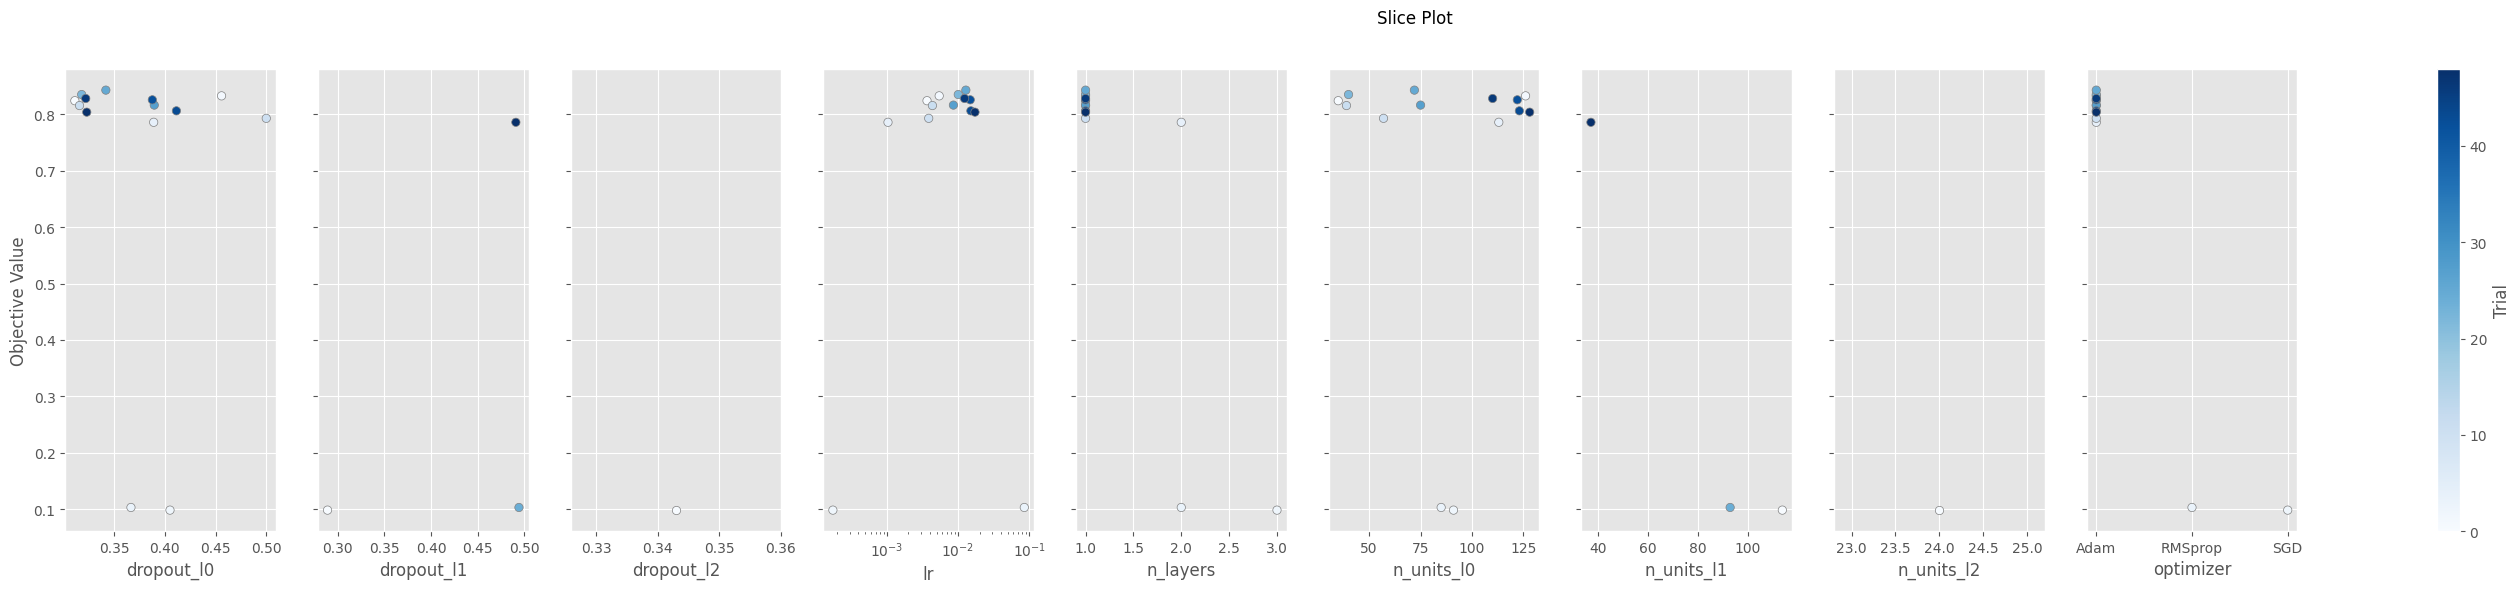 Slice Plot
Objective Value
0.8
0.7
0.6
0.5
0.4
0.3
0.2
0.1
0.35 0.40 0.45 0.50
dropout_l0
0.30 0.35 0.40 0.45 0.50
dropout_l1
0.33 0.34 0.35 0.36
dropout_l2
10⁻³ 10⁻² 10⁻¹
lr
1.0 1.5 2.0 2.5 3.0
n_layers
50 75 100 125
n_units_l0
40 60 80 100
n_units_l1
23.0 23.5 24.0 24.5 25.0
n_units_l2
Adam RMSprop SGD
optimizer
40
30
20
10
0
Trial